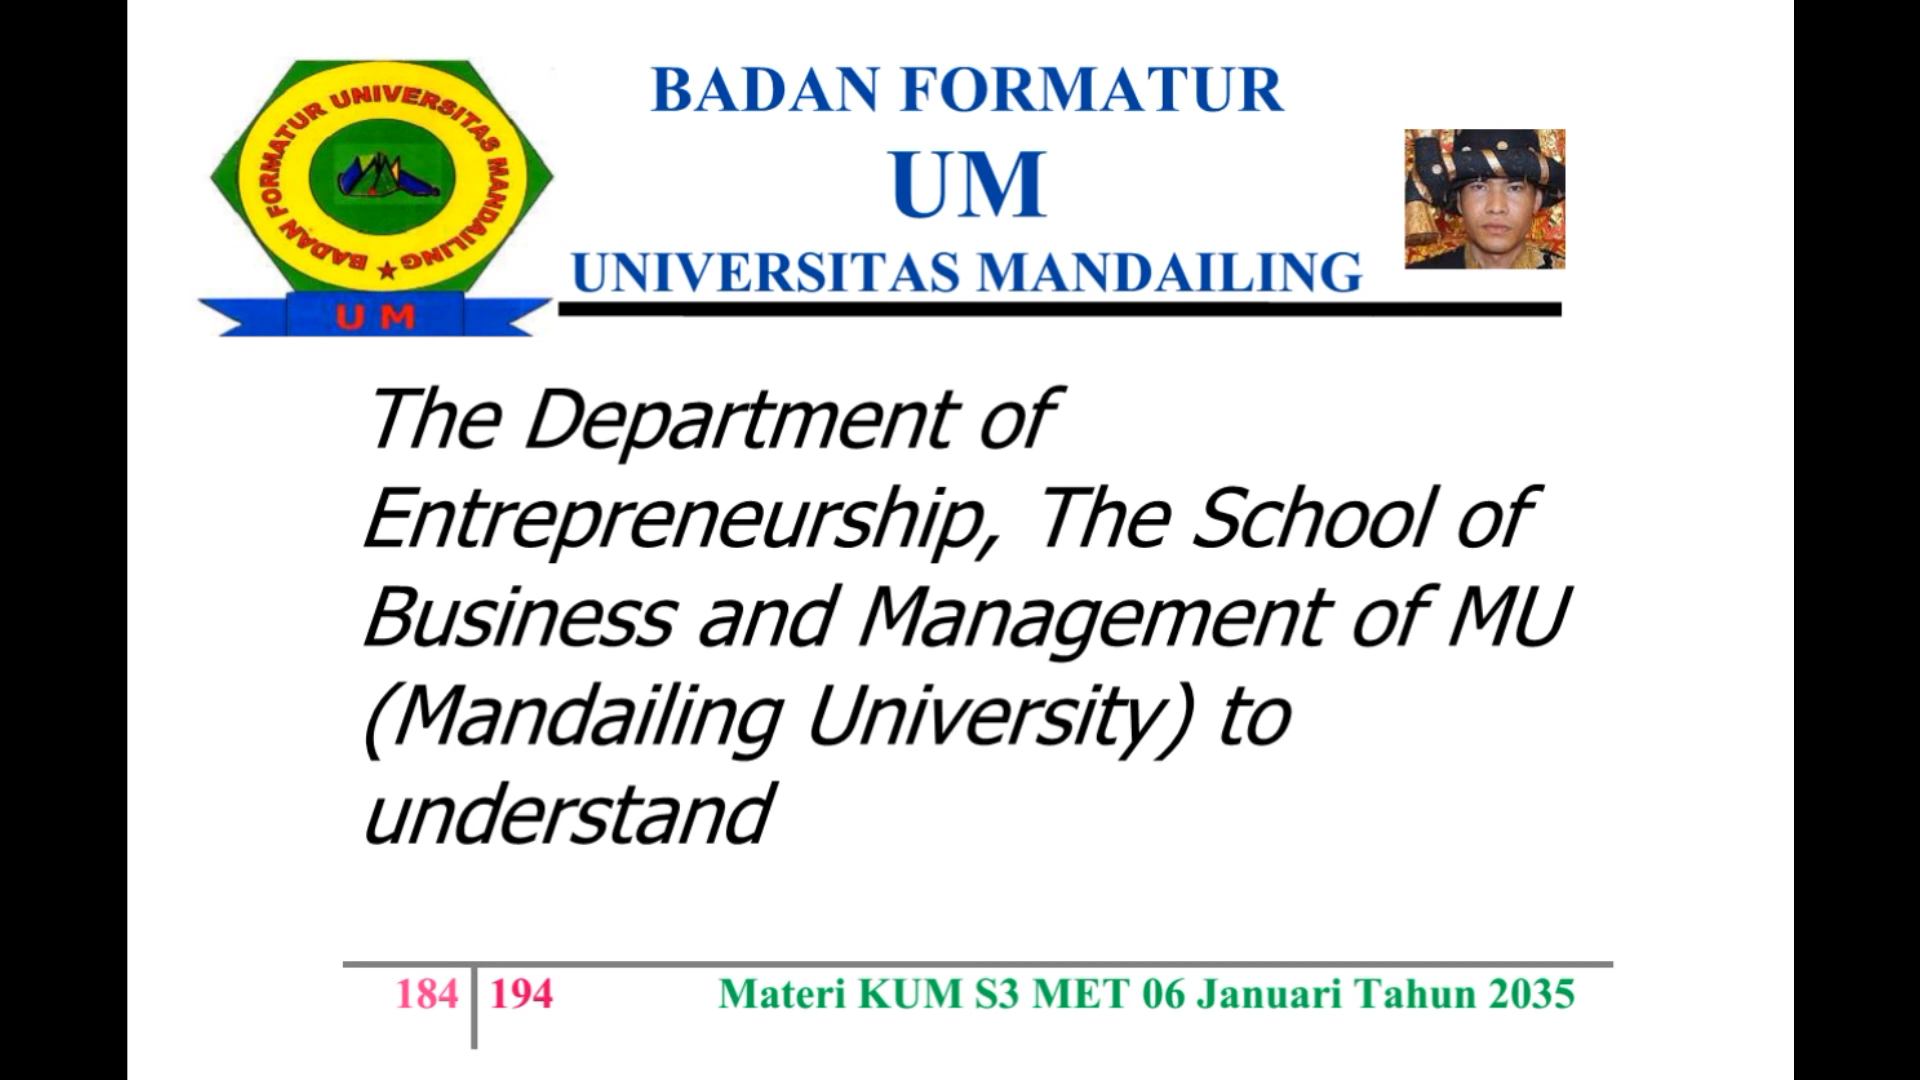 BADAN FORMATUR UNIVERSITAS MANDAILING
U M
BADAN FORMATUR
UM
UNIVERSITAS MANDAILING
The Department of
Entrepreneurship, The School of
Business and Management of MU
(Mandailing University) to
understand
184 194 Materi KUM S3 MET 06 Januari Tahun 2035